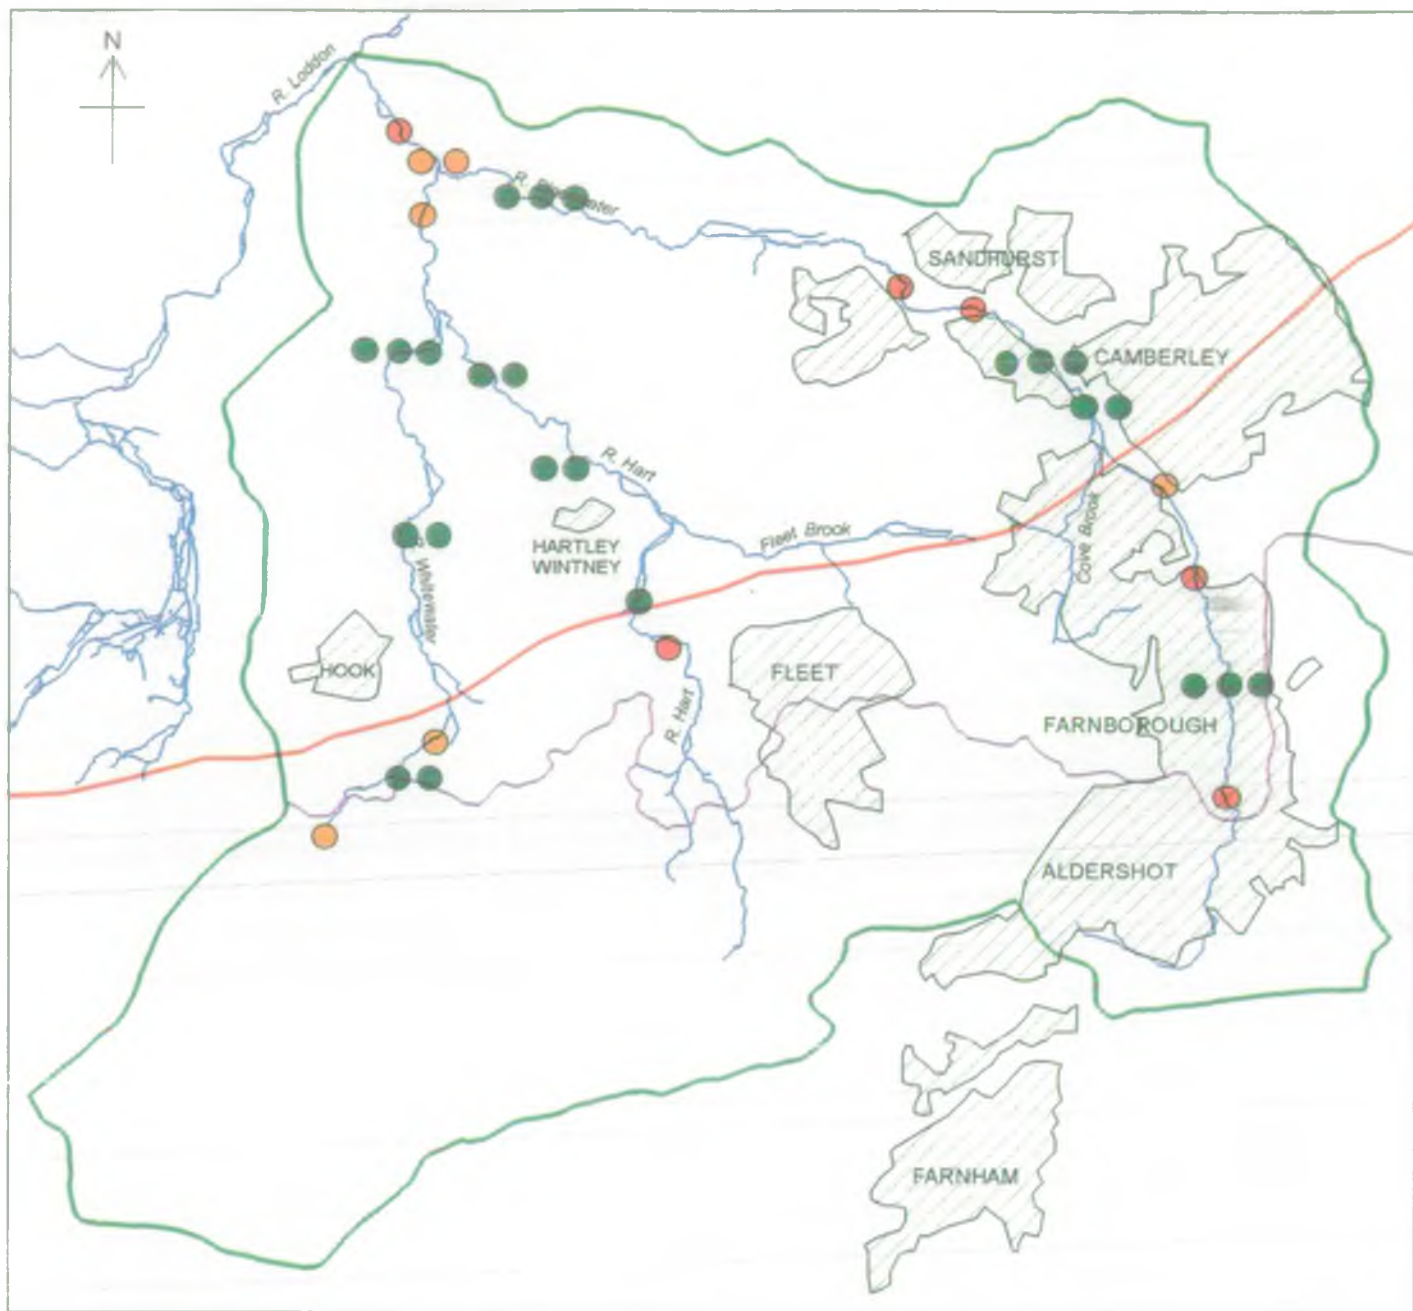 N
R. Loddon
SANDHURST
CAMBERLEY
R. Hart
Fleet Brook
Cove Brook
HARTLEY
WINTNEY
Whitewater
HOOK
FLEET
R. Hart
FARNBOROUGH
ALDERSHOT
FARNHAM